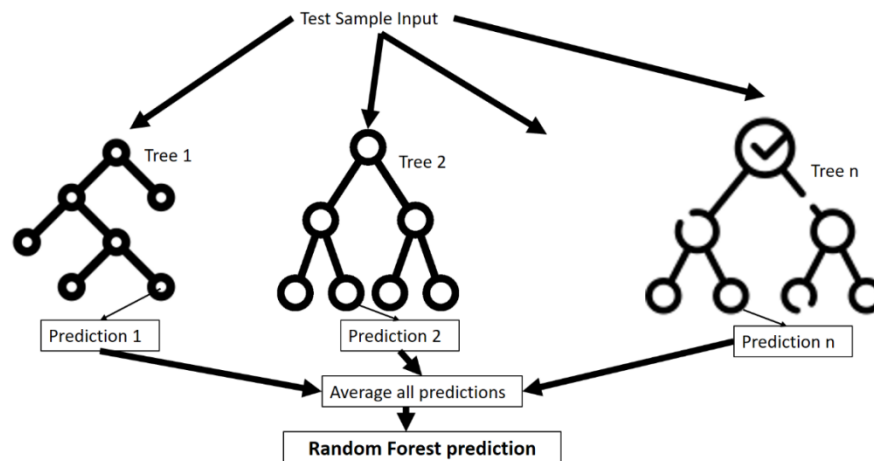 Test Sample Input
Tree 1
Tree 2
Tree n
Prediction 1
Prediction 2
Prediction n
Average all predictions
Random Forest prediction